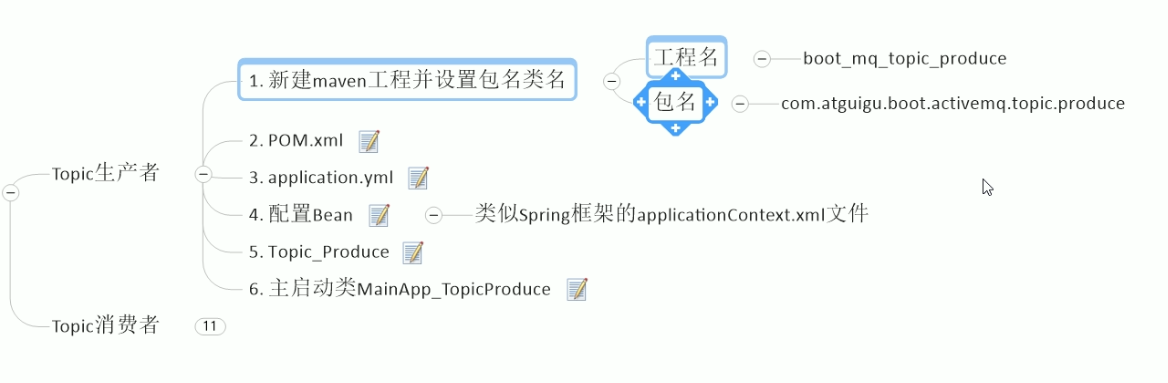 工程名
boot_mq_topic_produce
1. 新建maven工程并设置包名类名
包名
com.atguigu.boot.activemq.topic.produce
2. POM.xml
Topic生产者
3. application.yml
4. 配置Bean
类似Spring框架的applicationContext.xml文件
5. Topic_Produce
6. 主启动类MainApp_TopicProduce
Topic消费者
11